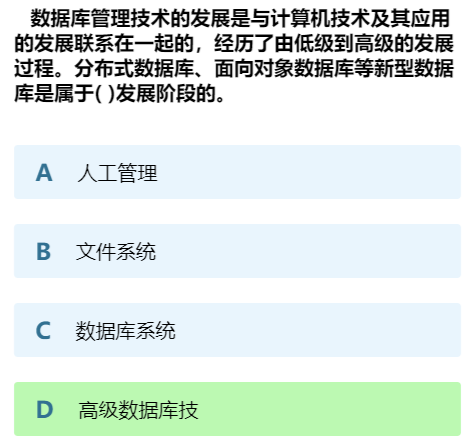 数据库管理技术的发展是与计算机技术及其应用
的发展联系在一起的，经历了由低级到高级的发展
过程。分布式数据库、面向对象数据库等新型数据
库是属于( )发展阶段的。
A 人工管理
B 文件系统
C 数据库系统
D 高级数据库技